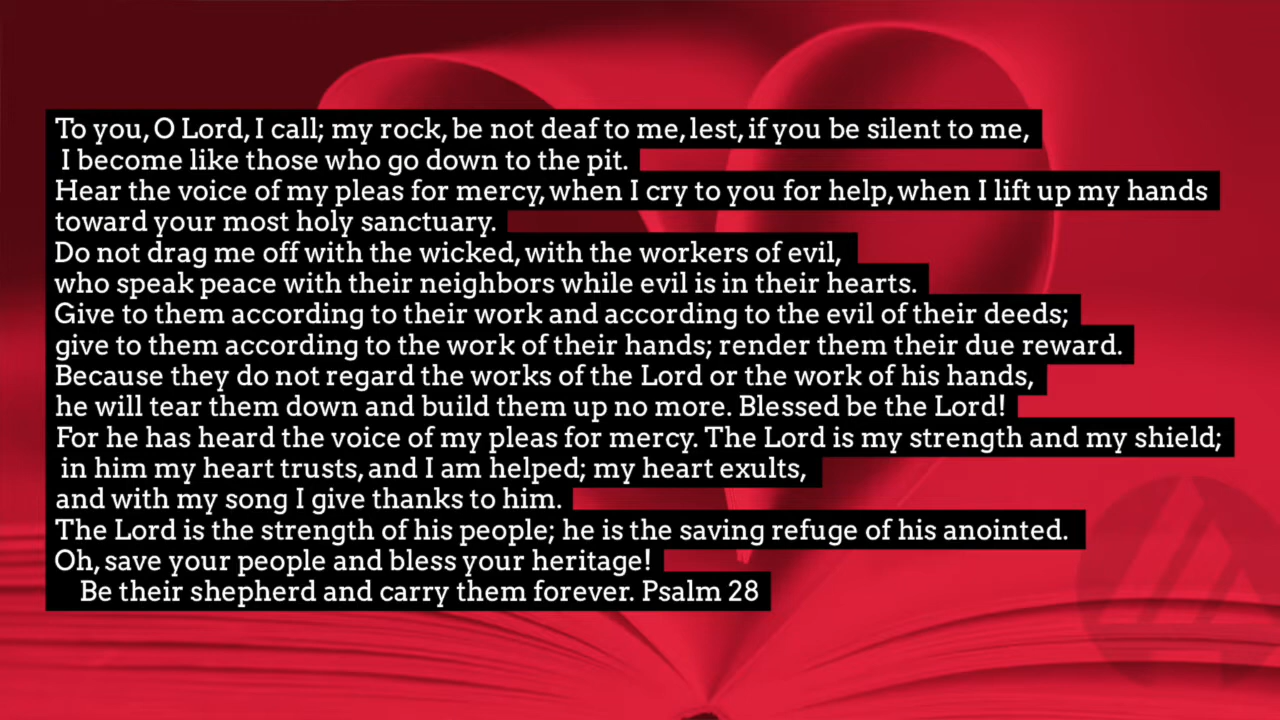 To you, O Lord, I call; my rock, be not deaf to me, lest, if you be silent to me,
I become like those who go down to the pit.
Hear the voice of my pleas for mercy, when I cry to you for help, when I lift up my hands
toward your most holy sanctuary.
Do not drag me off with the wicked, with the workers of evil,
who speak peace with their neighbors while evil is in their hearts.
Give to them according to their work and according to the evil of their deeds;
give to them according to the work of their hands; render them their due reward.
Because they do not regard the works of the Lord or the work of his hands,
he will tear them down and build them up no more. Blessed be the Lord!
For he has heard the voice of my pleas for mercy. The Lord is my strength and my shield;
in him my heart trusts, and I am helped; my heart exults,
and with my song I give thanks to him.
The Lord is the strength of his people; he is the saving refuge of his anointed.
Oh, save your people and bless your heritage!
Be their shepherd and carry them forever. Psalm 28